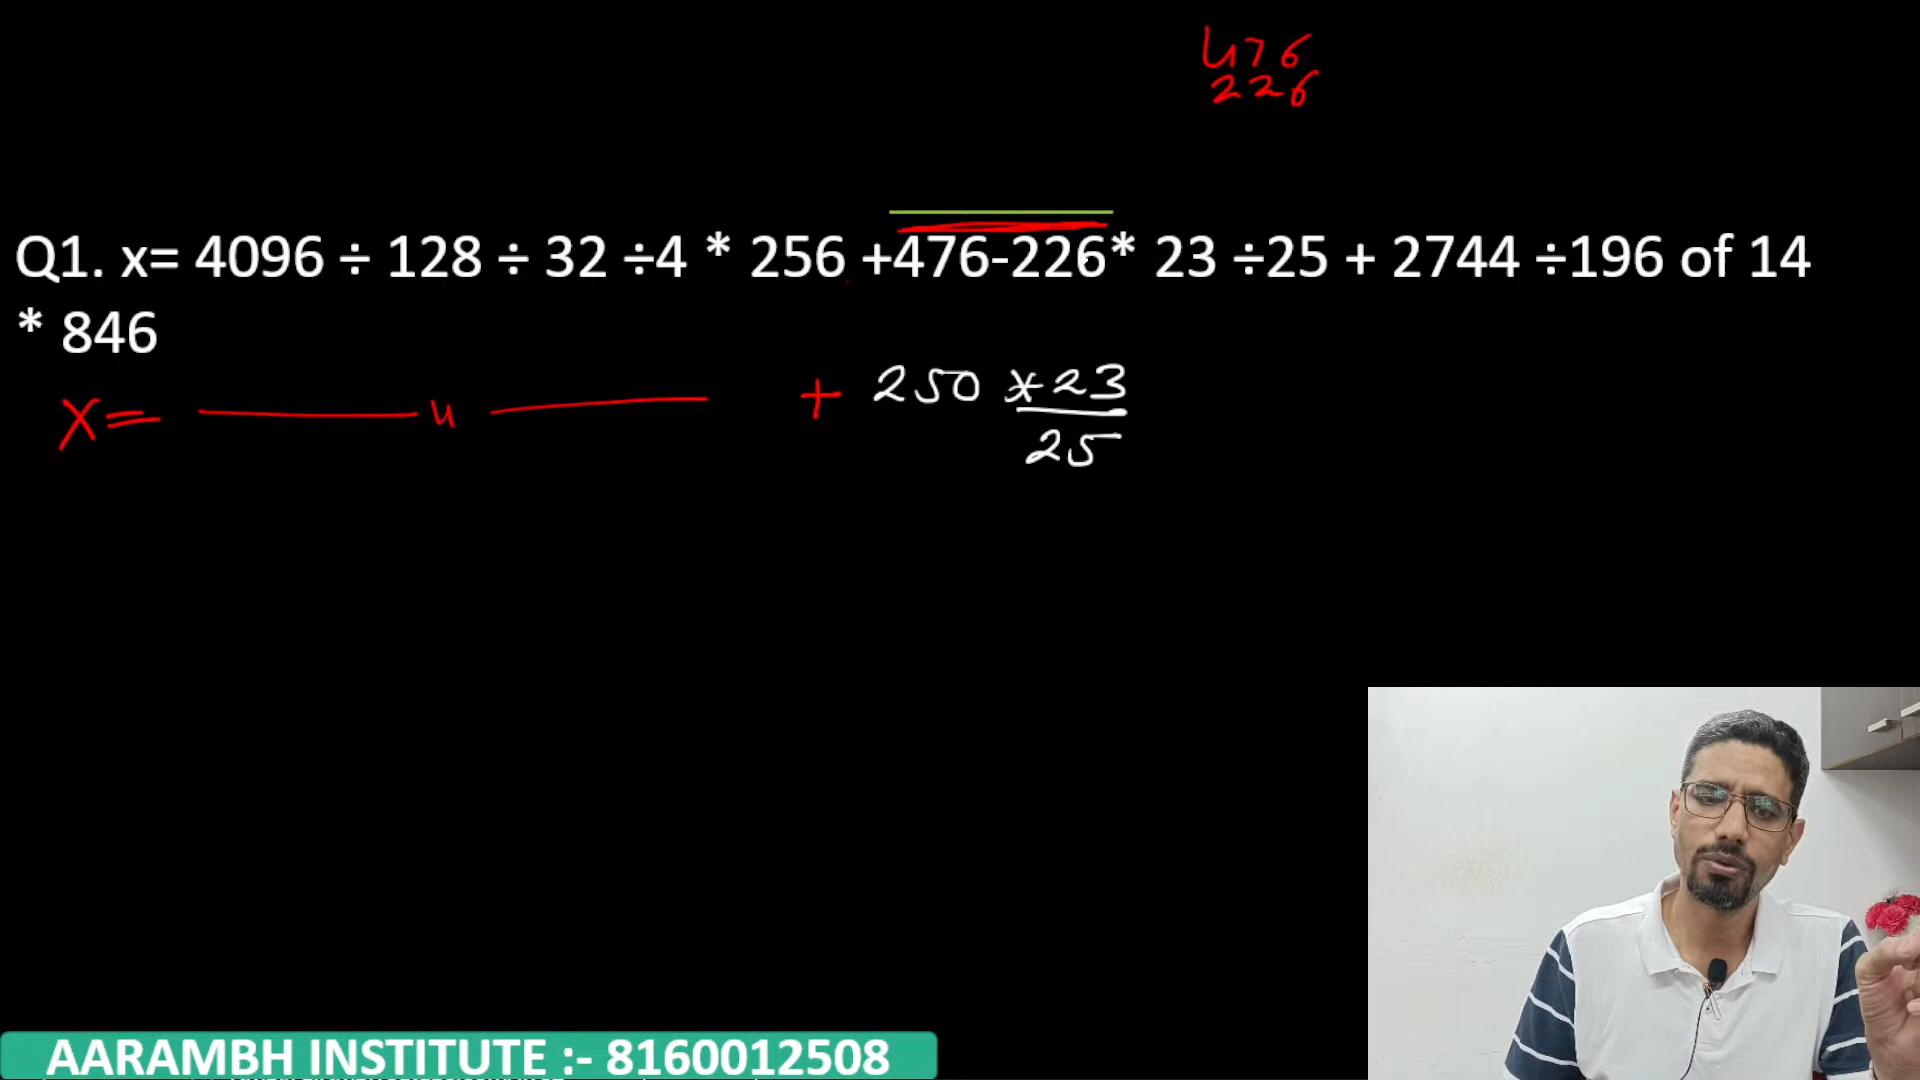 476
226
Q1. x= 4096 ÷ 128 ÷ 32 ÷4 * 256 +476-226* 23 ÷25 + 2744 ÷196 of 14
* 846
X= —— 〃 —— + 250 * 23
25
AARAMBH INSTITUTE :- 8160012508